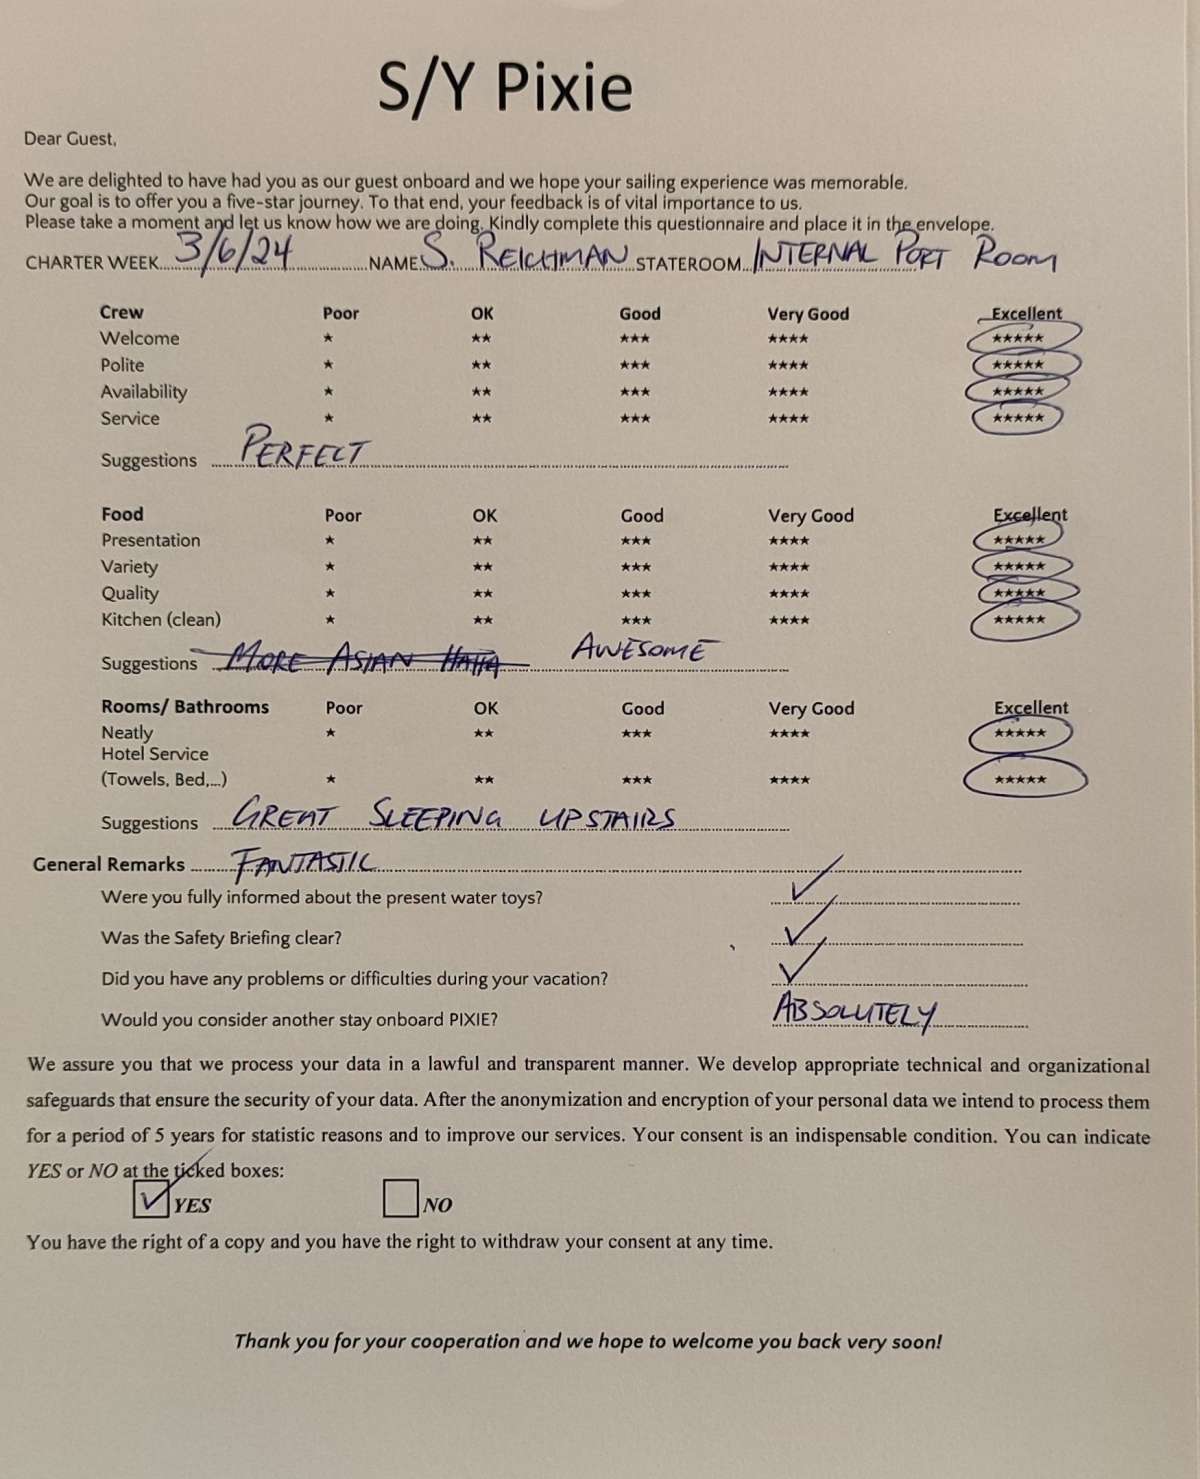 S/Y Pixie
Dear Guest,
We are delighted to have had you as our guest onboard and we hope your sailing experience was memorable.
Our goal is to offer you a five-star journey. To that end, your feedback is of vital importance to us.
Please take a moment and let us know how we are doing. Kindly complete this questionnaire and place it in the envelope.
CHARTER WEEK 3/6/24 NAME S. REICHMAN STATEROOM INTERNAL PORT ROOM
Crew Poor OK Good Very Good Excellent
Welcome ★ ★★ ★★★ ★★★★ ★★★★★
Polite ★ ★★ ★★★ ★★★★ ★★★★★
Availability ★ ★★ ★★★ ★★★★ ★★★★★
Service ★ ★★ ★★★ ★★★★ ★★★★★
Suggestions PERFECT
Food Poor OK Good Very Good Excellent
Presentation ★ ★★ ★★★ ★★★★ ★★★★★
Variety ★ ★★ ★★★ ★★★★ ★★★★★
Quality ★ ★★ ★★★ ★★★★ ★★★★★
Kitchen (clean) ★ ★★ ★★★ ★★★★ ★★★★★
Suggestions MORE ASIAN AWESOME
Rooms/ Bathrooms Poor OK Good Very Good Excellent
Neatly ★ ★★ ★★★ ★★★★ ★★★★★
Hotel Service
(Towels, Bed,...) ★ ★★ ★★★ ★★★★ ★★★★★
Suggestions GREAT SLEEPING UPSTAIRS
General Remarks FANTASTIC
Were you fully informed about the present water toys? ✓
Was the Safety Briefing clear? ✓
Did you have any problems or difficulties during your vacation? ✓
Would you consider another stay onboard PIXIE? ABSOLUTELY
We assure you that we process your data in a lawful and transparent manner. We develop appropriate technical and organizational
safeguards that ensure the security of your data. After the anonymization and encryption of your personal data we intend to process them
for a period of 5 years for statistic reasons and to improve our services. Your consent is an indispensable condition. You can indicate
YES or NO at the ticked boxes:
☑ YES ☐ NO
You have the right of a copy and you have the right to withdraw your consent at any time.
Thank you for your cooperation and we hope to welcome you back very soon!